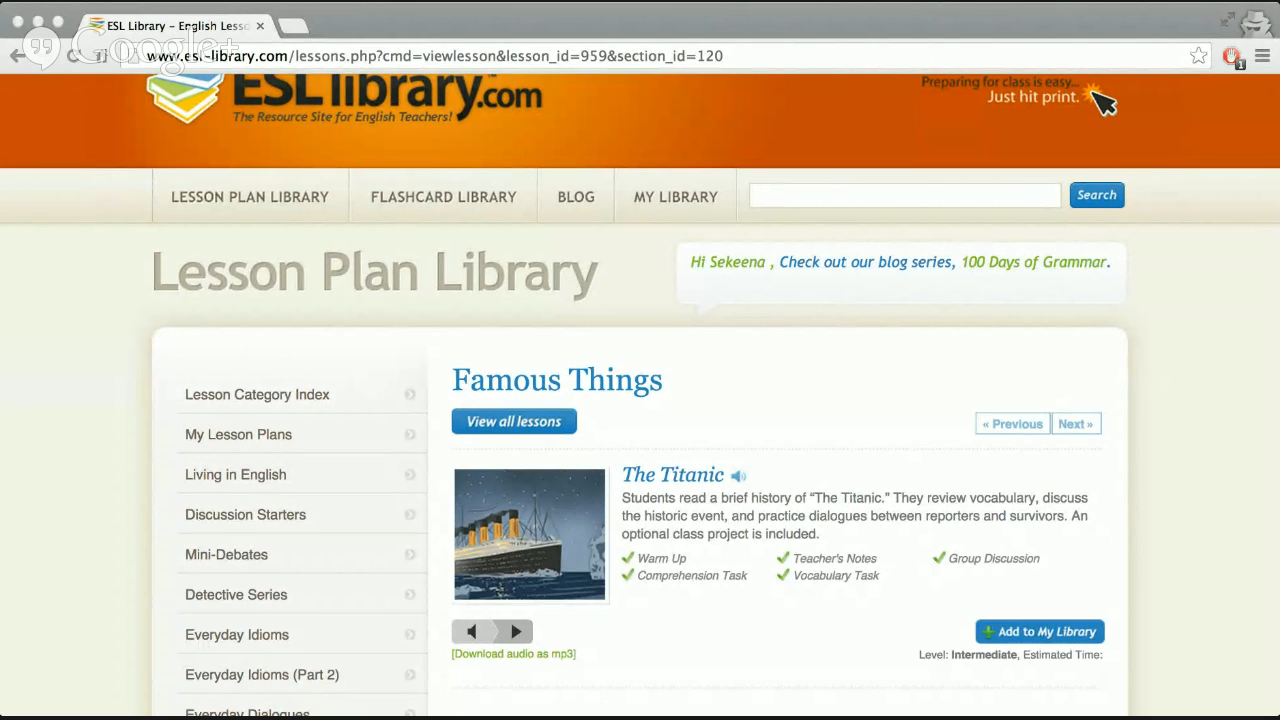 ESL Library – English Lesso
Google+
www.esl-library.com/lessons.php?cmd=viewlesson&lesson_id=959&section_id=120
1
ESLlibrary.com
The Resource Site for English Teachers!
Preparing for class is easy...
Just hit print.
LESSON PLAN LIBRARY
FLASHCARD LIBRARY
BLOG
MY LIBRARY
Search
Lesson Plan Library
Hi Sekeena , Check out our blog series, 100 Days of Grammar.
Lesson Category Index
My Lesson Plans
Living in English
Discussion Starters
Mini-Debates
Detective Series
Everyday Idioms
Everyday Idioms (Part 2)
Everyday Dialogues
Famous Things
View all lessons
« Previous
Next »
The Titanic
Students read a brief history of “The Titanic.” They review vocabulary, discuss
the historic event, and practice dialogues between reporters and survivors. An
optional class project is included.
Warm Up
Teacher's Notes
Group Discussion
Comprehension Task
Vocabulary Task
[Download audio as mp3]
Add to My Library
Level: Intermediate, Estimated Time: